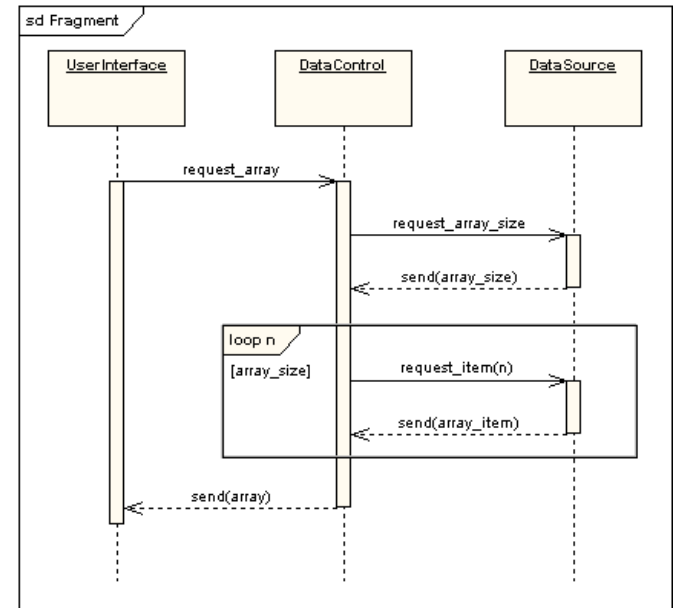 sd Fragment
UserInterface
DataControl
DataSource
request_array
request_array_size
send(array_size)
loop n
[array_size]
request_item(n)
send(array_item)
send(array)